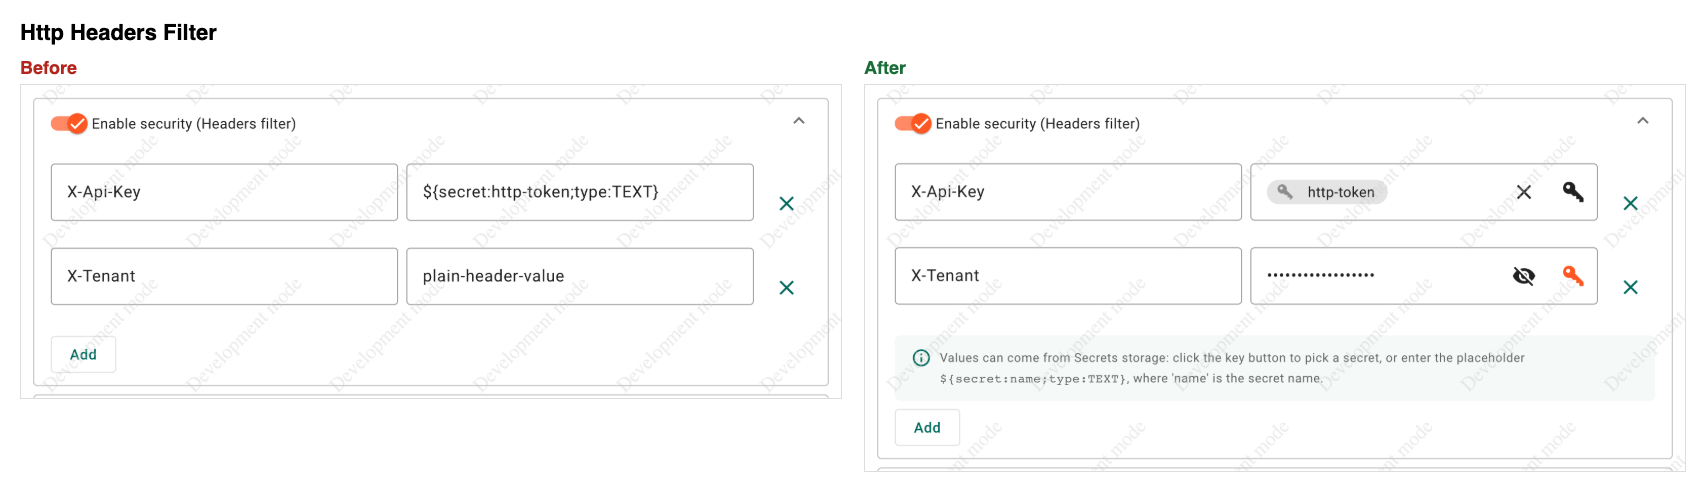 Http Headers Filter
Before
Enable security (Headers filter)
X-Api-Key
${secret:http-token;type:TEXT}
X-Tenant
plain-header-value
Add
After
Enable security (Headers filter)
X-Api-Key
http-token
X-Tenant
••••••••••••••••••
Values can come from Secrets storage: click the key button to pick a secret, or enter the placeholder
${secret:name;type:TEXT}, where 'name' is the secret name.
Add
Development mode